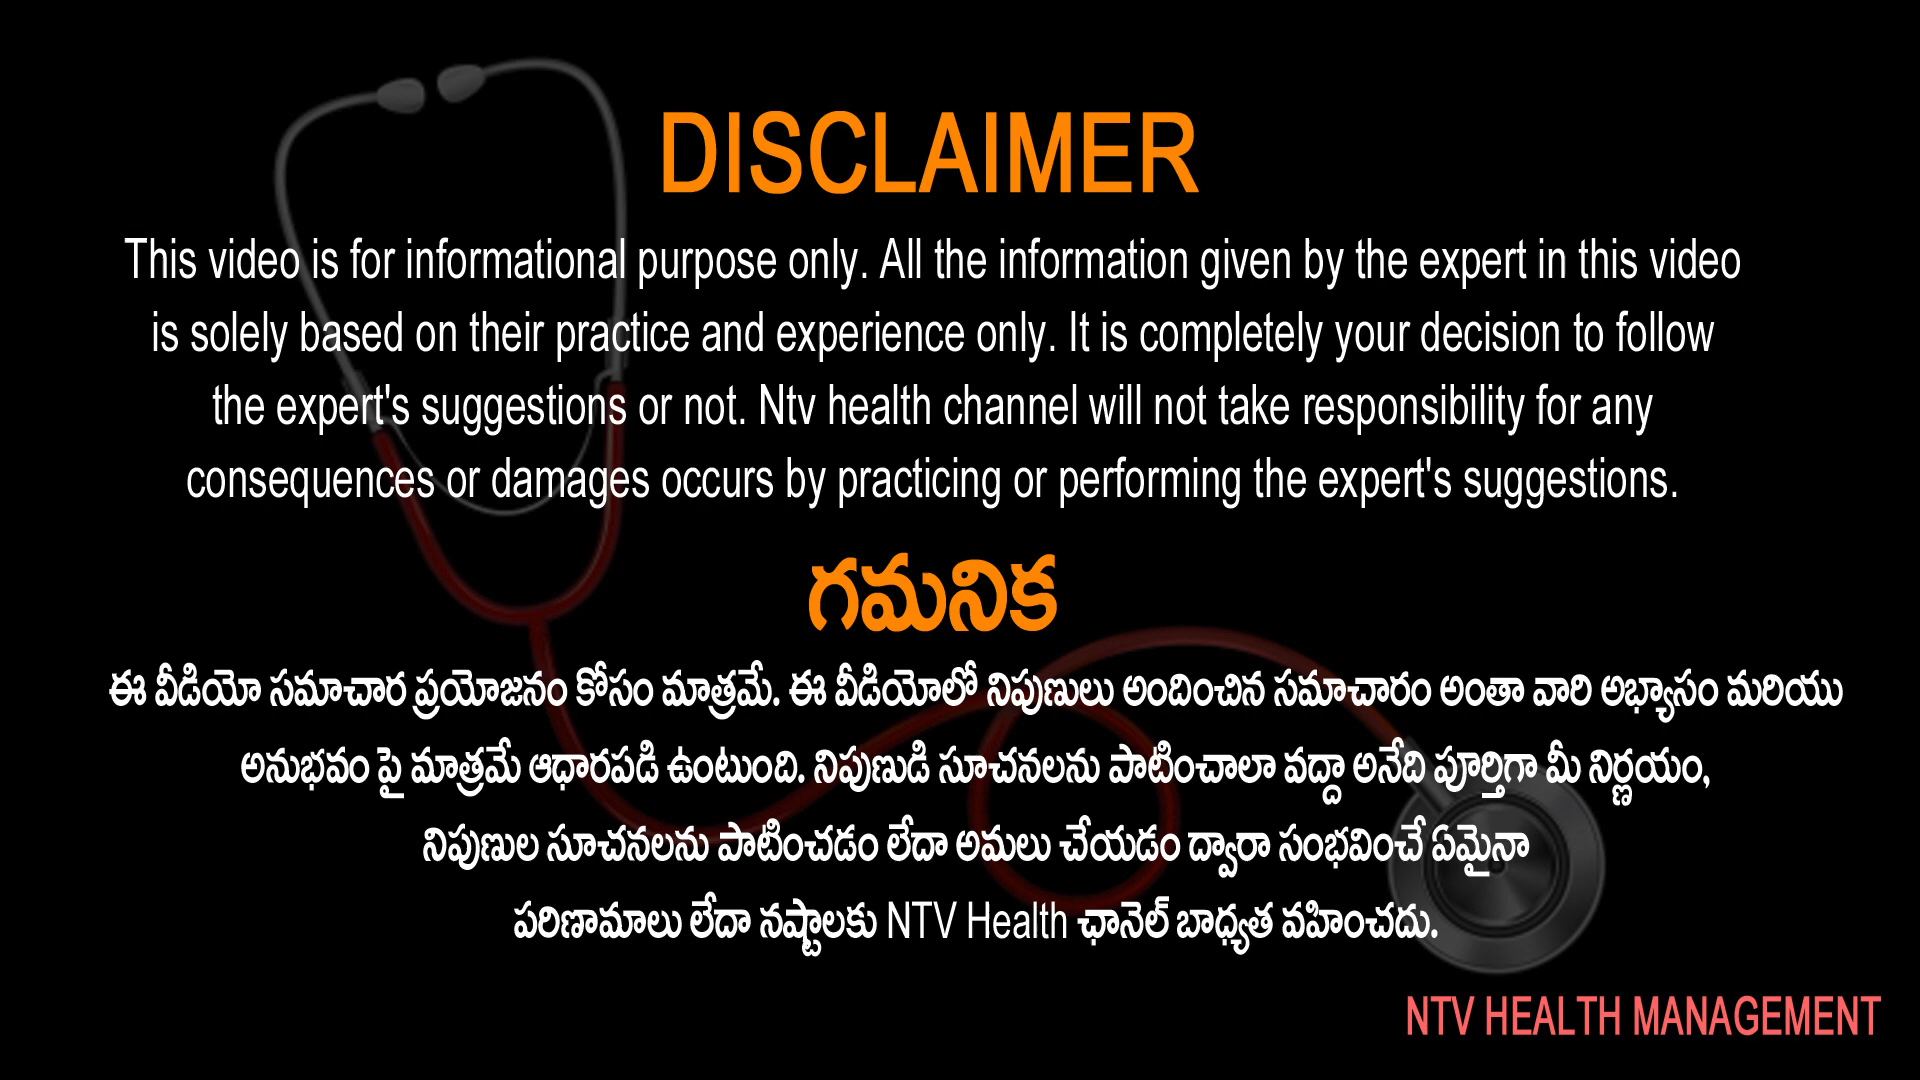 DISCLAIMER
This video is for informational purpose only. All the information given by the expert in this video
is solely based on their practice and experience only. It is completely your decision to follow
the expert's suggestions or not. Ntv health channel will not take responsibility for any
consequences or damages occurs by practicing or performing the expert's suggestions.
గమనిక
ఈ వీడియో సమాచార ప్రయోజనం కోసం మాత్రమే. ఈ వీడియోలో నిపుణులు అందించిన సమాచారం అంతా వారి అభ్యాసం మరియు
అనుభవం పై మాత్రమే ఆధారపడి ఉంటుంది. నిపుణుడి సూచనలను పాటించాలా వద్దా అనేది పూర్తిగా మీ నిర్ణయం,
నిపుణుల సూచనలను పాటించడం లేదా అమలు చేయడం ద్వారా సంభవించే ఏమైనా
పరిణామాలు లేదా నష్టాలకు NTV Health ఛానెల్ బాధ్యత వహించదు.
NTV HEALTH MANAGEMENT